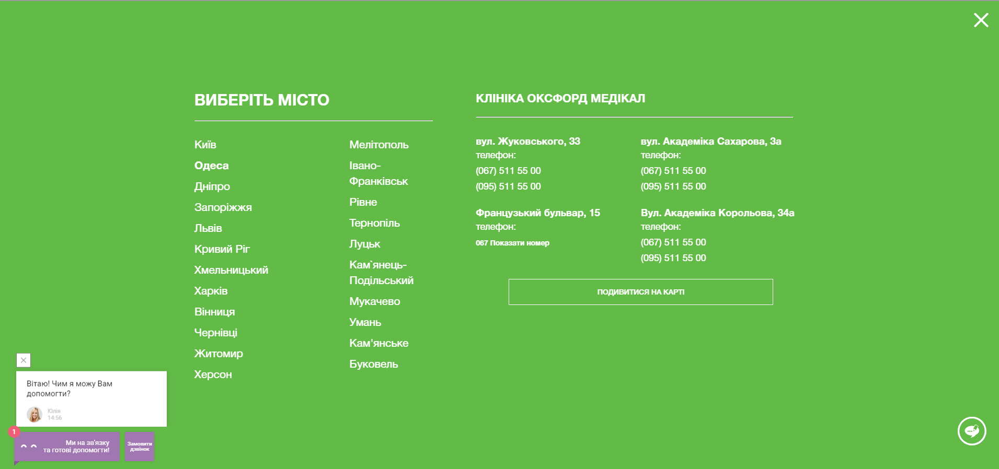 ВИБЕРІТЬ МІСТО
Київ
Одеса
Дніпро
Запоріжжя
Львів
Кривий Ріг
Хмельницький
Харків
Вінниця
Чернівці
Житомир
Херсон
Мелітополь
Івано-
Франківськ
Рівне
Тернопіль
Луцьк
Кам`янець-
Подільський
Мукачево
Умань
Кам'янське
Буковель
КЛІНІКА ОКСФОРД МЕДІКАЛ
вул. Жуковського, 33
телефон:
(067) 511 55 00
(095) 511 55 00
вул. Академіка Сахарова, 3а
телефон:
(067) 511 55 00
(095) 511 55 00
Французький бульвар, 15
телефон:
067 Показати номер
Вул. Академіка Корольова, 34а
телефон:
(067) 511 55 00
(095) 511 55 00
ПОДИВИТИСЯ НА КАРТІ
Вітаю! Чим я можу Вам
допомогти?
Юлія
14:56
1
Ми на зв'язку
та готові допомогти!
Замовити
дзвінок